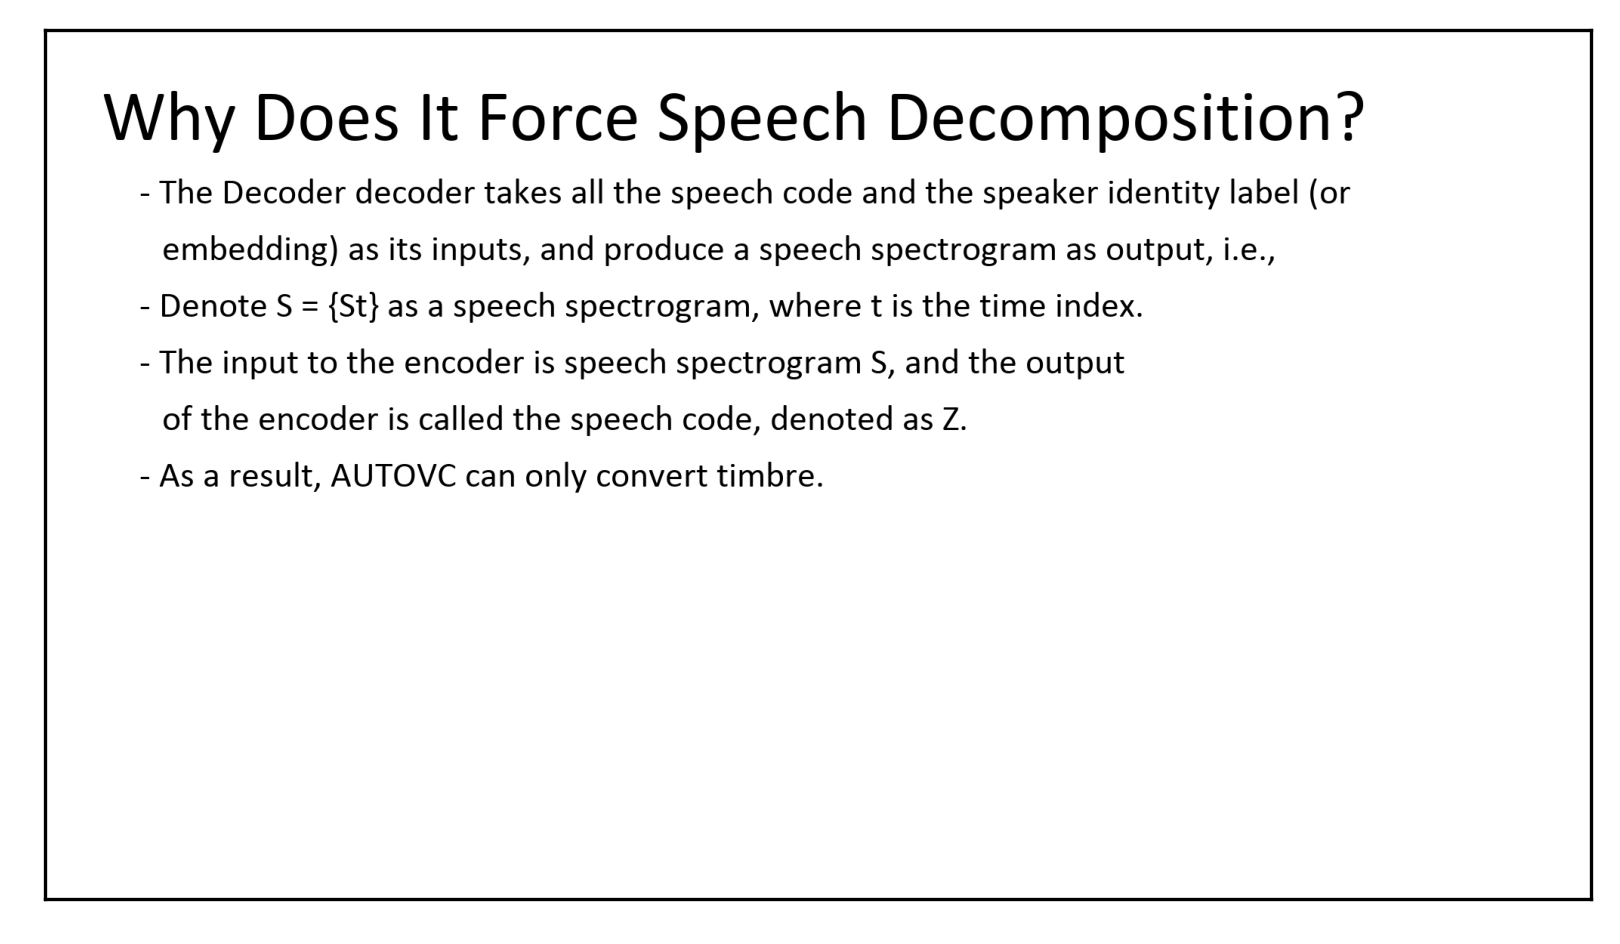 Why Does It Force Speech Decomposition?
- The Decoder decoder takes all the speech code and the speaker identity label (or
embedding) as its inputs, and produce a speech spectrogram as output, i.e.,
- Denote S = {St} as a speech spectrogram, where t is the time index.
- The input to the encoder is speech spectrogram S, and the output
of the encoder is called the speech code, denoted as Z.
- As a result, AUTOVC can only convert timbre.